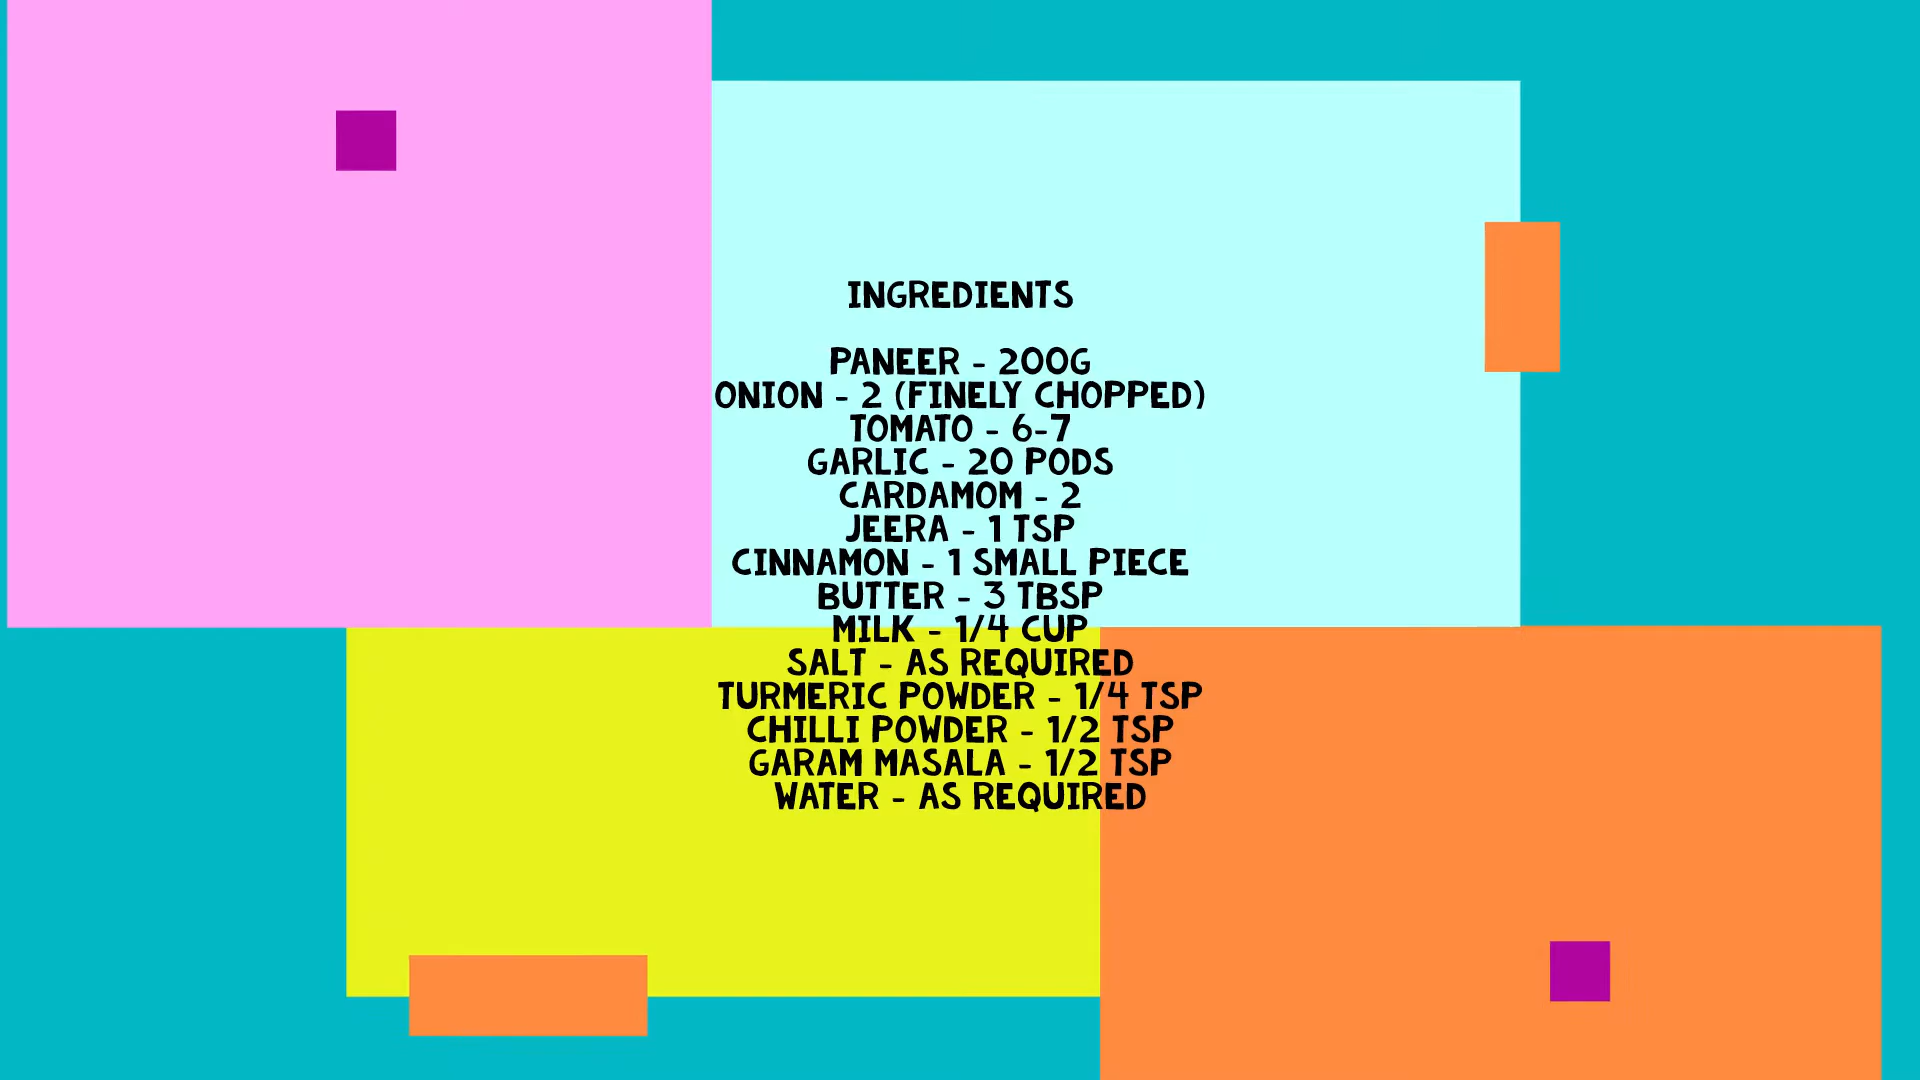 INGREDIENTS
PANEER - 200G
ONION - 2 (FINELY CHOPPED)
TOMATO - 6-7
GARLIC - 20 PODS
CARDAMOM - 2
JEERA - 1 TSP
CINNAMON - 1 SMALL PIECE
BUTTER - 3 TBSP
MILK - 1/4 CUP
SALT - AS REQUIRED
TURMERIC POWDER - 1/4 TSP
CHILLI POWDER - 1/2 TSP
GARAM MASALA - 1/2 TSP
WATER - AS REQUIRED